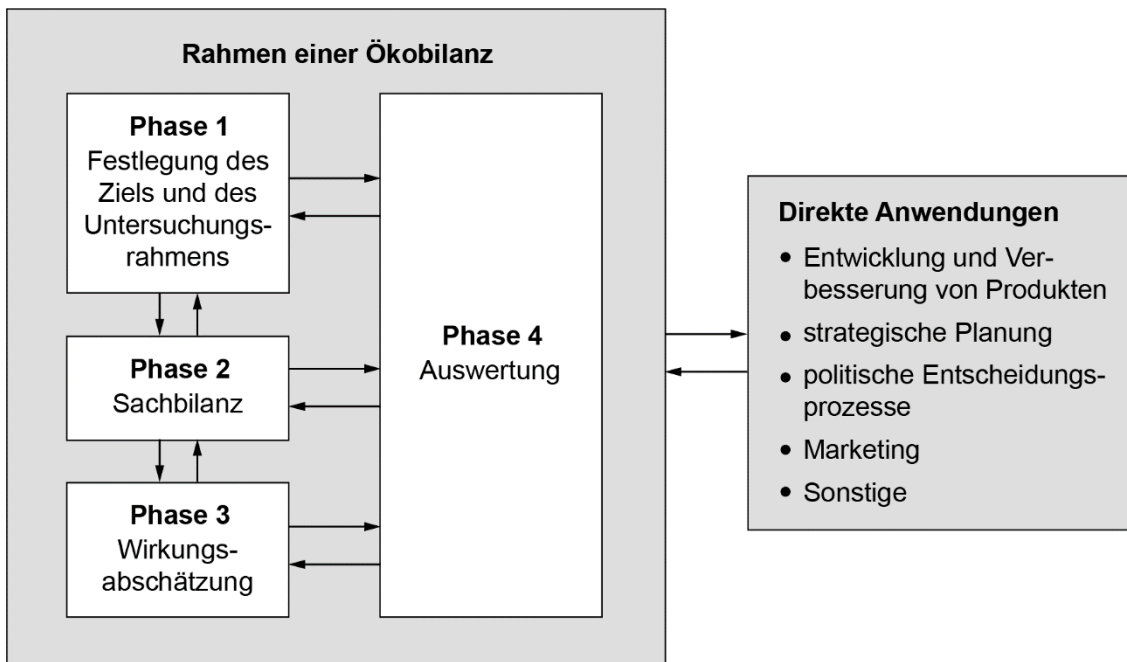 Rahmen einer Ökobilanz
Phase 1
Festlegung des
Ziels und des
Untersuchungs-
rahmens
Phase 2
Sachbilanz
Phase 3
Wirkungs-
abschätzung
Phase 4
Auswertung
Direkte Anwendungen
• Entwicklung und Ver-
besserung von Produkten
• strategische Planung
• politische Entscheidungs-
prozesse
• Marketing
• Sonstige